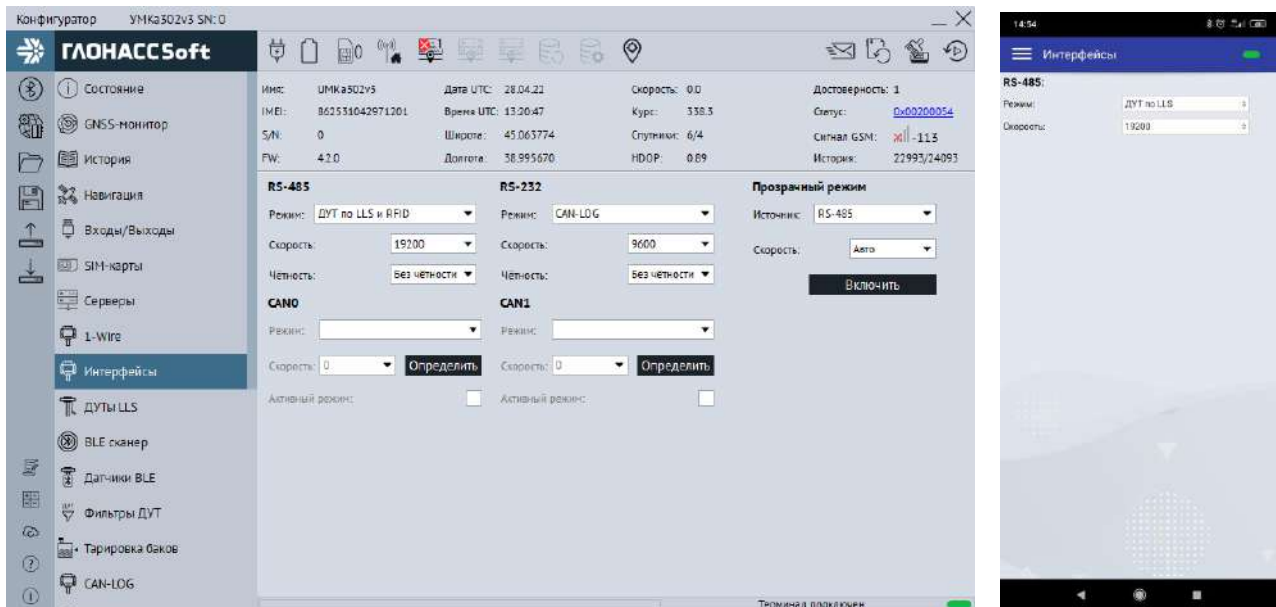 Конфигуратор УМКа302v3 SN: 0
ГЛОНАССSoft
Состояние
GNSS-монитор
История
Навигация
Входы/Выходы
SIM-карты
Серверы
1-Wire
Интерфейсы
ДУТы LLS
BLE сканер
Датчики BLE
Фильтры ДУТ
Тарировка баков
CAN-LOG
Имя: UMKa302v3 Дата UTC: 28.04.22 Скорость: 0.0 Достоверность: 1
IMEI: 862531042971201 Время UTC: 13:20:47 Курс: 338.3 Статус: 0x00200054
S/N: 0 Широта: 45.063774 Спутники: 6/4 Сигнал GSM: -113
FW: 4.2.0 Долгота: 38.995670 HDOP: 0.89 История: 22993/24093
RS-485 RS-232 Прозрачный режим
Режим: ДУТ по LLS и RFID Режим: CAN-LOG Источник: RS-485
Скорость: 19200 Скорость: 9600 Скорость: Авто
Чётность: Без чётности Чётность: Без чётности Включить
CAN0 CAN1
Режим: Режим:
Скорость: 0 Определить Скорость: 0 Определить
Активный режим: Активный режим:
Терминал подключен
14:54
Интерфейсы
RS-485:
Режим: ДУТ по LLS
Скорость: 19200